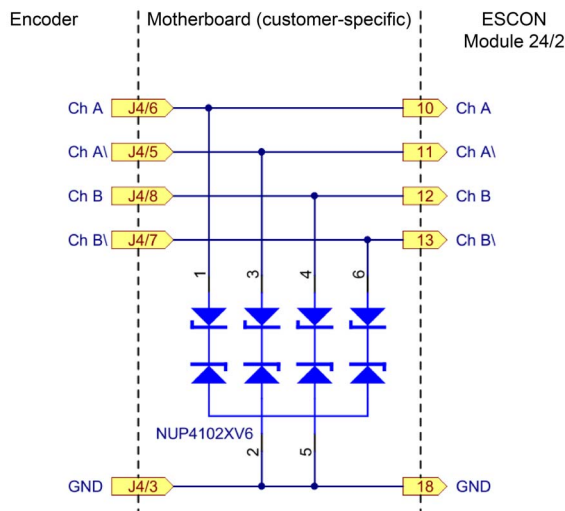 Encoder
Motherboard (customer-specific)
ESCON
Module 24/2
Ch A J4/6 10 Ch A
Ch A\ J4/5 11 Ch A\
Ch B J4/8 12 Ch B
Ch B\ J4/7 13 Ch B\
1 3 4 6
NUP4102XV6
2 5
GND J4/3 18 GND